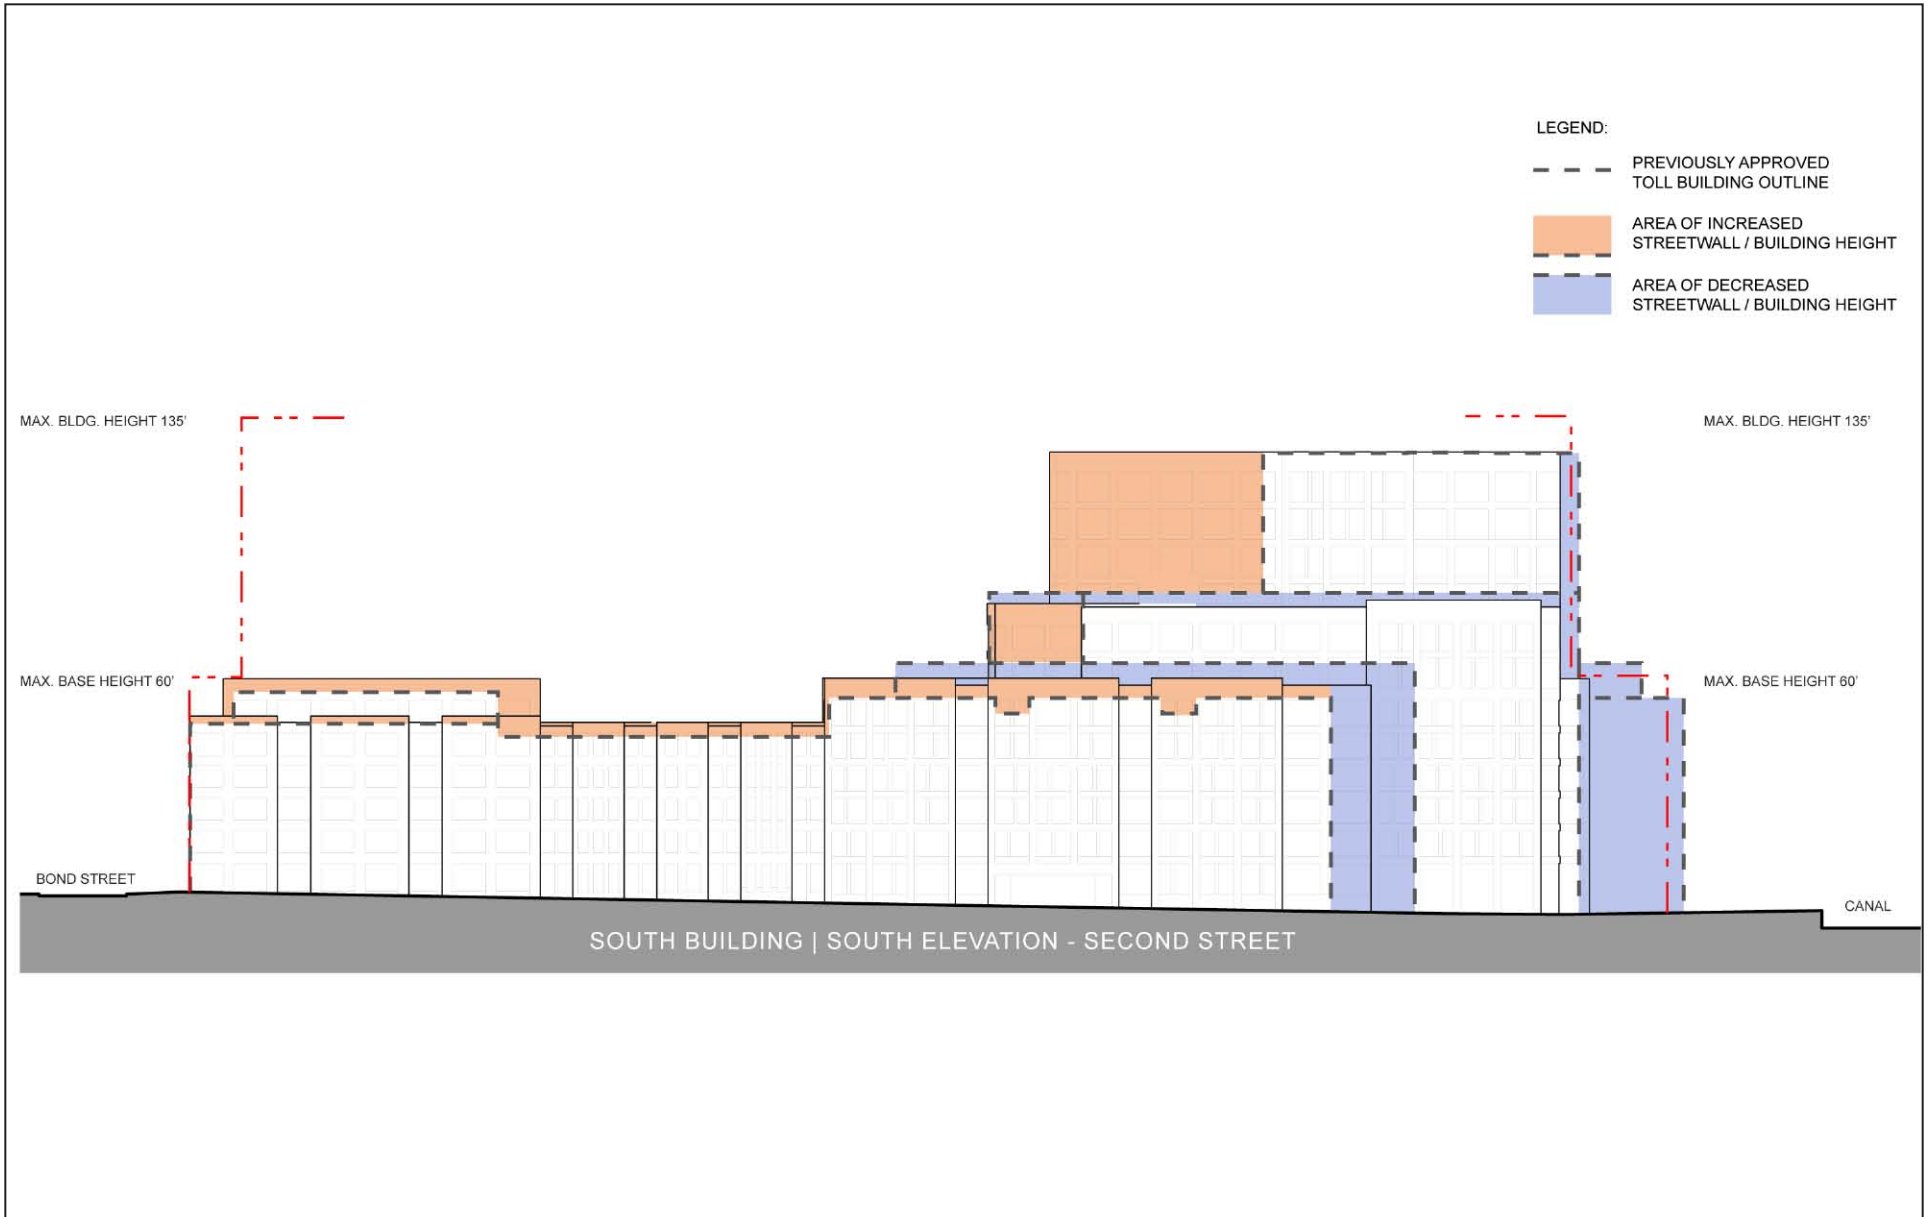 LEGEND:
PREVIOUSLY APPROVED
TOLL BUILDING OUTLINE
AREA OF INCREASED
STREETWALL / BUILDING HEIGHT
AREA OF DECREASED
STREETWALL / BUILDING HEIGHT
MAX. BLDG. HEIGHT 135'
MAX. BLDG. HEIGHT 135'
MAX. BASE HEIGHT 60'
MAX. BASE HEIGHT 60'
BOND STREET
CANAL
SOUTH BUILDING | SOUTH ELEVATION - SECOND STREET